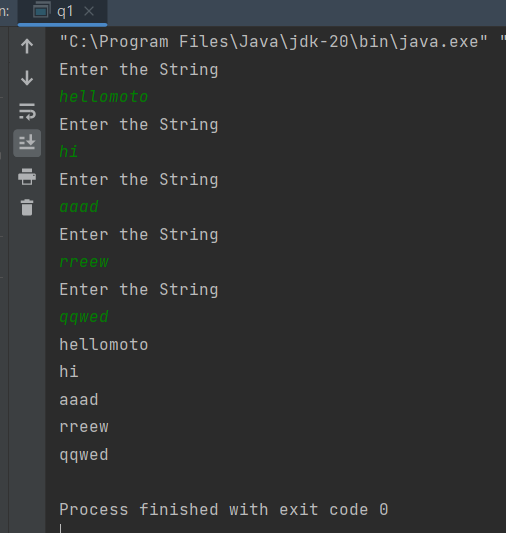 n: q1
"C:\Program Files\Java\jdk-20\bin\java.exe" "
Enter the String
hellomoto
Enter the String
hi
Enter the String
aaad
Enter the String
rreew
Enter the String
qqwed
hellomoto
hi
aaad
rreew
qqwed
Process finished with exit code 0